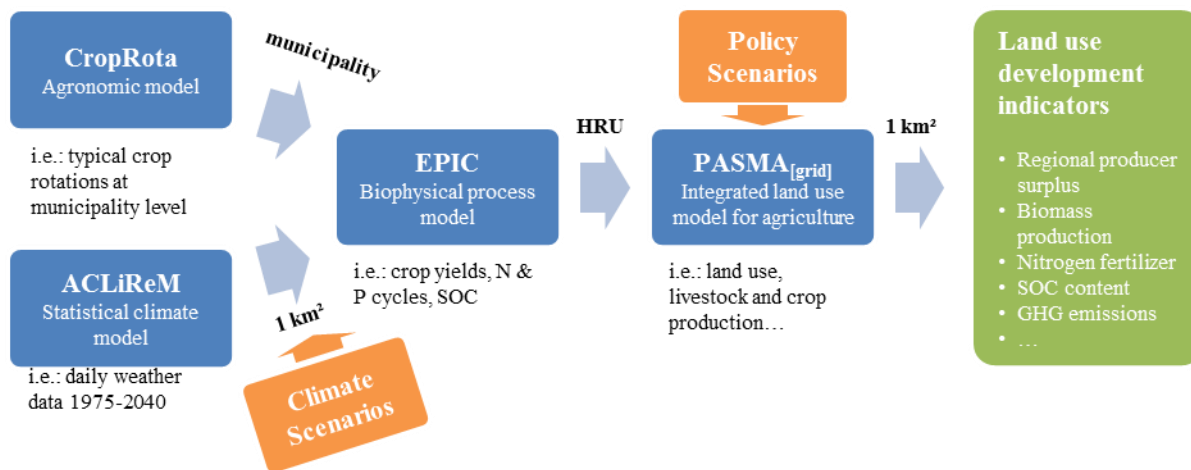 CropRota
Agronomic model
i.e.: typical crop
rotations at
municipality level
ACLiReM
Statistical climate
model
i.e.: daily weather
data 1975-2040
municipality
1 km²
Climate
Scenarios
EPIC
Biophysical process
model
i.e.: crop yields, N &
P cycles, SOC
HRU
Policy
Scenarios
PASMA[grid]
Integrated land use
model for agriculture
i.e.: land use,
livestock and crop
production…
1 km²
Land use
development
indicators
• Regional producer
surplus
• Biomass
production
• Nitrogen fertilizer
• SOC content
• GHG emissions
• …